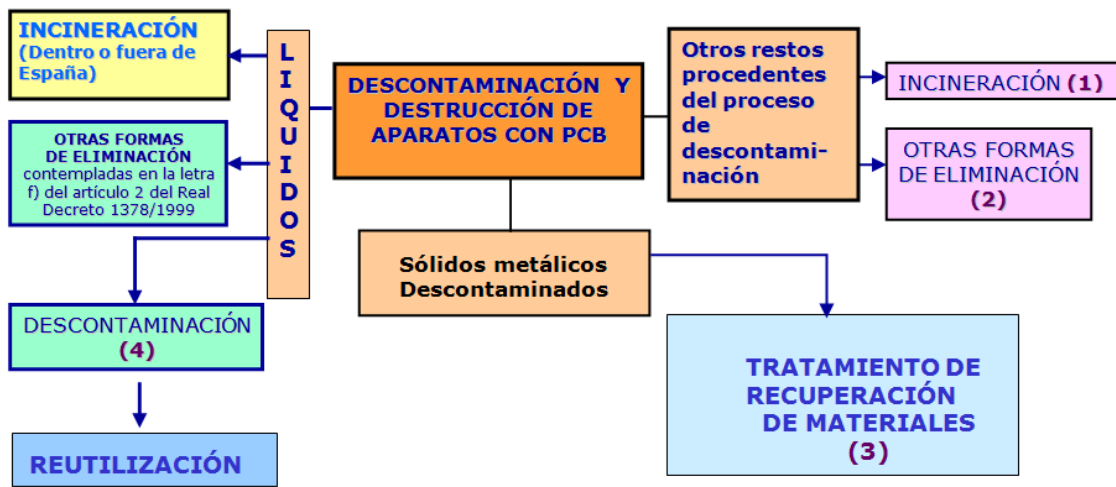 INCINERACIÓN
(Dentro o fuera de
España)
OTRAS FORMAS
DE ELIMINACIÓN
contempladas en la letra
f) del artículo 2 del Real
Decreto 1378/1999
DESCONTAMINACIÓN
(4)
REUTILIZACIÓN
L
I
Q
U
I
D
O
S
DESCONTAMINACIÓN Y
DESTRUCCIÓN DE
APARATOS CON PCB
Sólidos metálicos
Descontaminados
Otros restos
procedentes
del proceso
de
descontami-
nación
INCINERACIÓN (1)
OTRAS FORMAS
DE ELIMINACIÓN
(2)
TRATAMIENTO DE
RECUPERACIÓN
DE MATERIALES
(3)